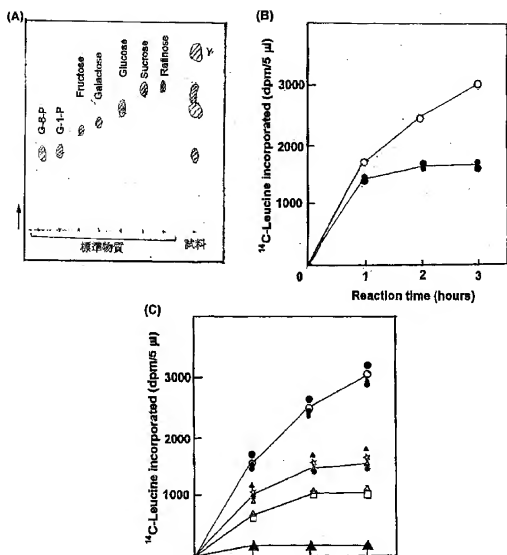 (A)
G-6-P
G-1-P
Fructose
Galactose
Glucose
Sucrose
Rafinose
Y
標準物質
試料
(B)
¹⁴C-Leucine incorporated (dpm/5 µl)
3000
2000
1000
0
1
2
3
Reaction time (hours)
(C)
¹⁴C-Leucine incorporated (dpm/5 µl)
3000
2000
1000